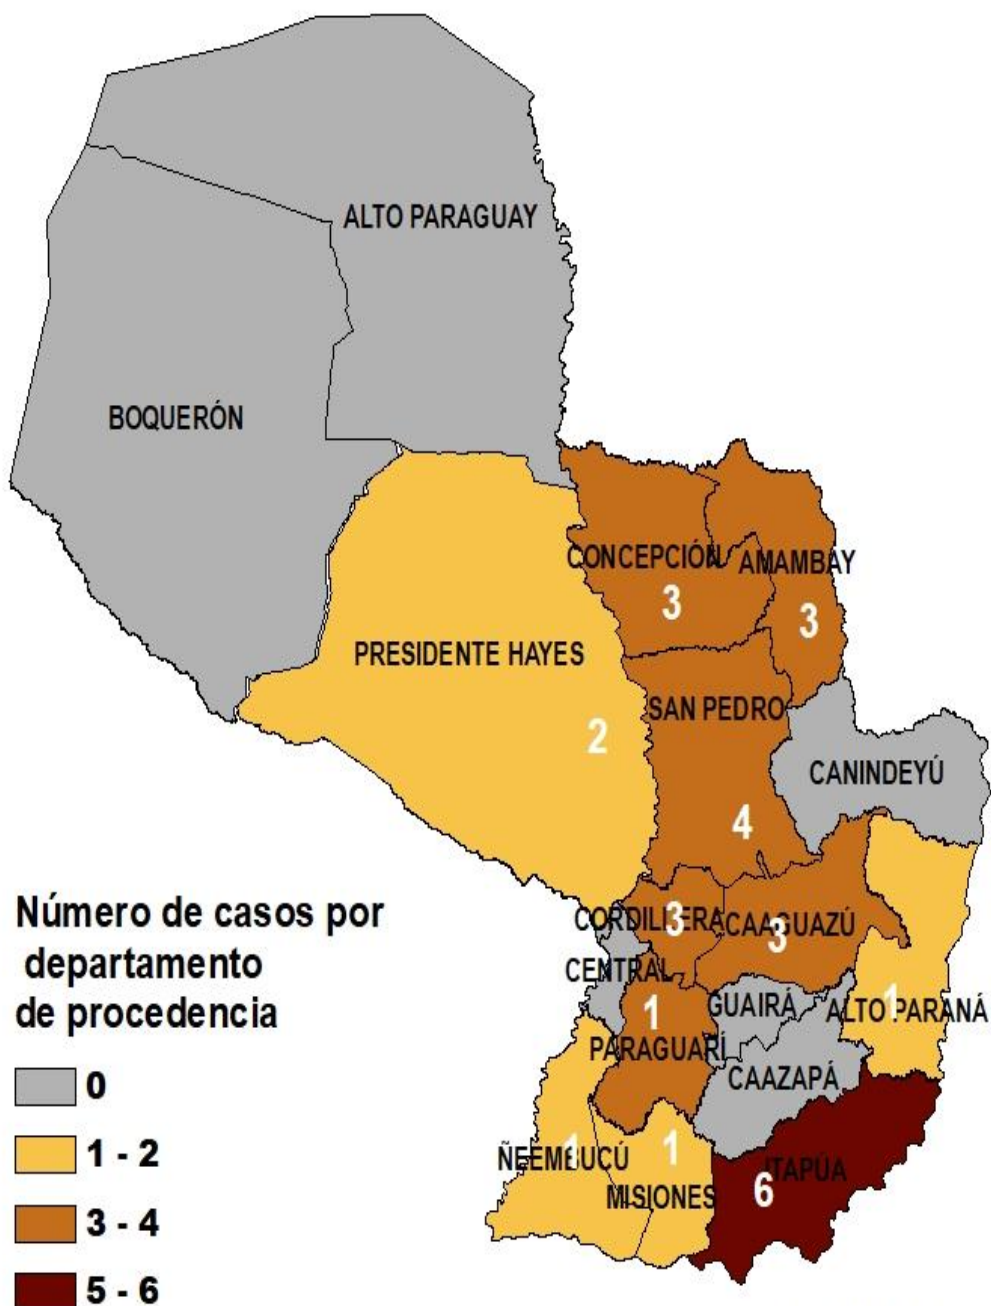 ALTO PARAGUAY
BOQUERÓN
CONCEPCIÓN
3
AMAMBAY
3
PRESIDENTE HAYES
2
SAN PEDRO
4
CANINDEYÚ
CORDILLERA
3
CAAGUAZÚ
3
CENTRAL
GUAIRÁ
ALTO PARANÁ
1
1
PARAGUARÍ
CAAZAPÁ
ÑEEMBUCÚ
1
1
MISIONES
ITAPÚA
6
Número de casos por
departamento
de procedencia
0
1 - 2
3 - 4
5 - 6